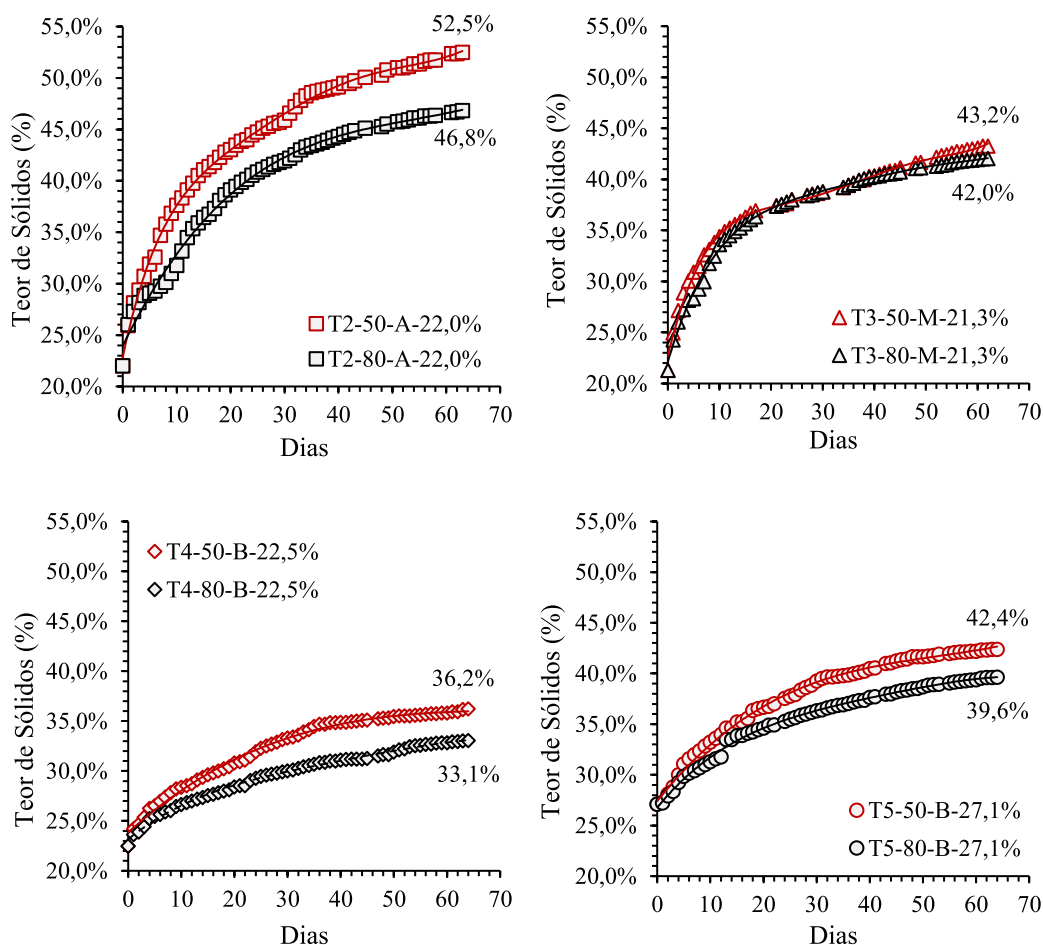 Teor de Sólidos (%)
55,0%
50,0%
45,0%
40,0%
35,0%
30,0%
25,0%
20,0%
52,5%
46,8%
T2-50-A-22,0%
T2-80-A-22,0%
0 10 20 30 40 50 60 70
Dias
Teor de Sólidos (%)
55,0%
50,0%
45,0%
40,0%
35,0%
30,0%
25,0%
20,0%
43,2%
42,0%
T3-50-M-21,3%
T3-80-M-21,3%
0 10 20 30 40 50 60 70
Dias
Teor de Sólidos (%)
55,0%
50,0%
45,0%
40,0%
35,0%
30,0%
25,0%
20,0%
T4-50-B-22,5%
T4-80-B-22,5%
36,2%
33,1%
0 10 20 30 40 50 60 70
Dias
Teor de Sólidos (%)
55,0%
50,0%
45,0%
40,0%
35,0%
30,0%
25,0%
20,0%
42,4%
39,6%
T5-50-B-27,1%
T5-80-B-27,1%
0 10 20 30 40 50 60 70
Dias